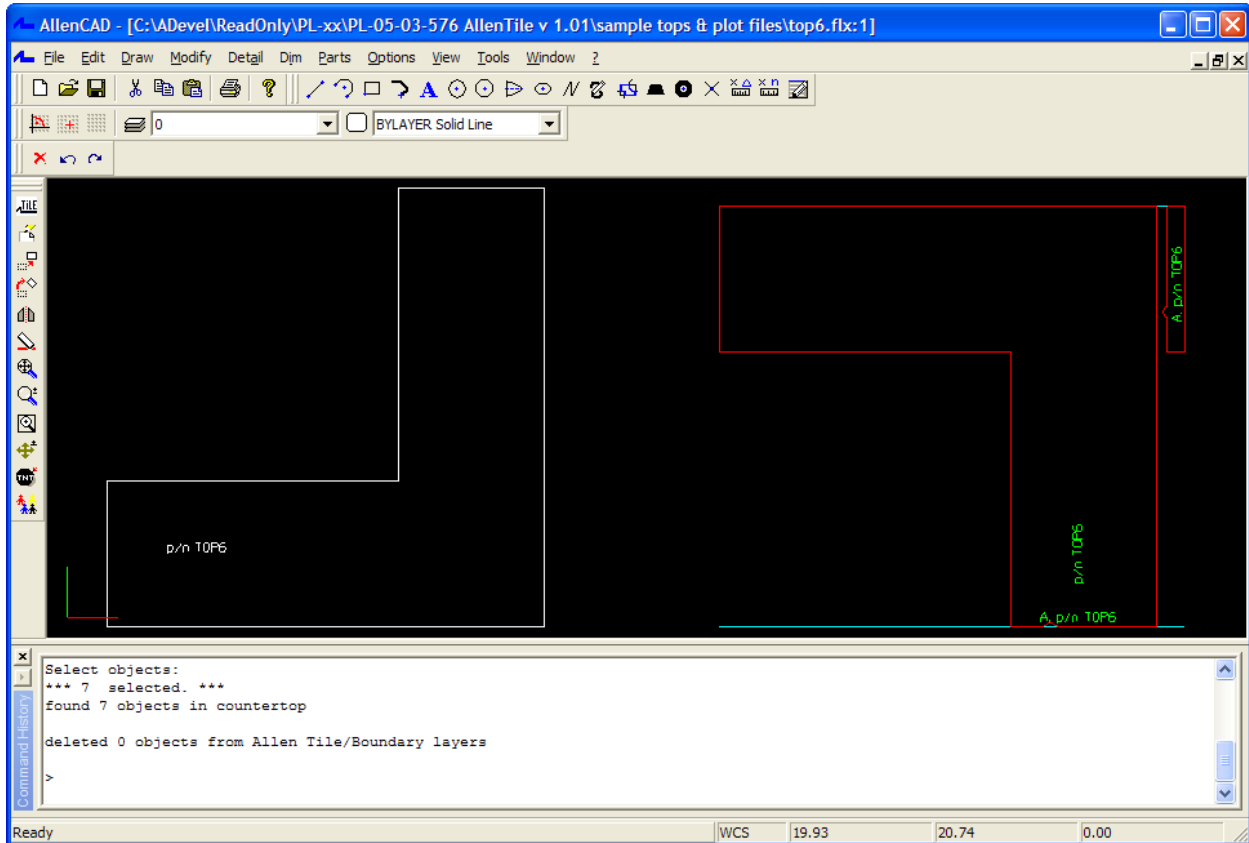 AllenCAD - [C:\ADevel\ReadOnly\PL-xx\PL-05-03-576 AllenTile v 1.01\sample tops & plot files\top6.flx:1]
File Edit Draw Modify Detail Dim Parts Options View Tools Window ?
0 BYLAYER Solid Line
TILE
TNT
A, p/n TOP6
p/n TOP6
p/n TOP6
A, p/n TOP6
Select objects:
*** 7 selected. ***
found 7 objects in countertop
deleted 0 objects from Allen Tile/Boundary layers
>
Command History
Ready WCS 19.93 20.74 0.00